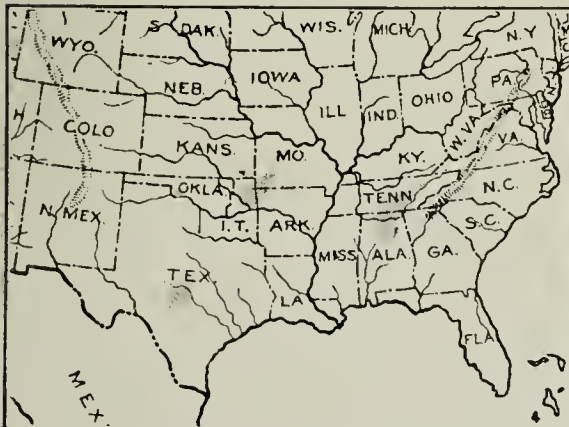 WYO.
S. DAK.
WIS.
MICH.
N.Y
NEB.
IOWA
ILL
IND.
OHIO
PA.
N.J.
W.VA.
VA.
H
COLO
KANS.
MO.
KY.
N.MEX.
OKLA.
I.T.
ARK.
TENN
N.C.
S.C.
TEX.
LA
MISS
ALA
GA.
FLA
MEX